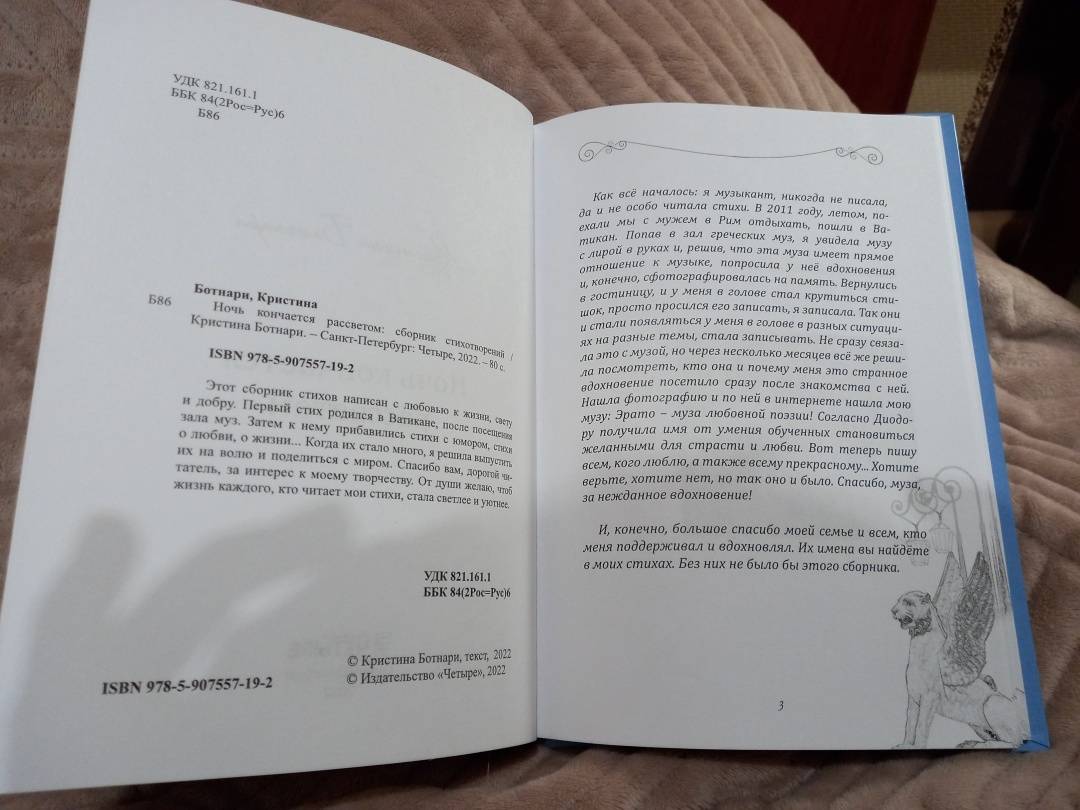 УДК 821.161.1
ББК 84(2Рос=Рус)6
Б86
Ботнари, Кристина
Б86 Ночь кончается рассветом: сборник стихотворений /
Кристина Ботнари. – Санкт-Петербург: Четыре, 2022. – 80 с.
ISBN 978-5-907557-19-2
Этот сборник стихов написан с любовью к жизни, свету
и добру. Первый стих родился в Ватикане, после посещения
зала муз. Затем к нему прибавились стихи с юмором, стихи
о любви, о жизни... Когда их стало много, я решила выпустить
их на волю и поделиться с миром. Спасибо вам, дорогой чи-
татель, за интерес к моему творчеству. От души желаю, чтоб
жизнь каждого, кто читает мои стихи, стала светлее и уютнее.
УДК 821.161.1
ББК 84(2Рос=Рус)6
© Кристина Ботнари, текст, 2022
© Издательство «Четыре», 2022
ISBN 978-5-907557-19-2
Как всё началось: я музыкант, никогда не писала,
да и не особо читала стихи. В 2011 году, летом, по-
ехали мы с мужем в Рим отдыхать, пошли в Ва-
тикан. Попав в зал греческих муз, я увидела музу
с лирой в руках и, решив, что эта муза имеет прямое
отношение к музыке, попросила у неё вдохновения
и, конечно, сфотографировалась на память. Вернулись
в гостиницу, и у меня в голове стал крутиться сти-
шок, просто просился его записать, я записала. Так они
и стали появляться у меня в голове в разных ситуаци-
ях на разные темы, стала записывать. Не сразу связа-
ла это с музой, но через несколько месяцев всё же реши-
ла посмотреть, кто она и почему меня это странное
вдохновение посетило сразу после знакомства с ней.
Нашла фотографию и по ней в интернете нашла мою
музу: Эрато – муза любовной поэзии! Согласно Диодо-
ру получила имя от умения обученных становиться
желанными для страсти и любви. Вот теперь пишу
всем, кого люблю, а также всему прекрасному... Хотите
верьте, хотите нет, но так оно и было. Спасибо, муза,
за нежданное вдохновение!
И, конечно, большое спасибо моей семье и всем, кто
меня поддерживал и вдохновлял. Их имена вы найдёте
в моих стихах. Без них не было бы этого сборника.
3